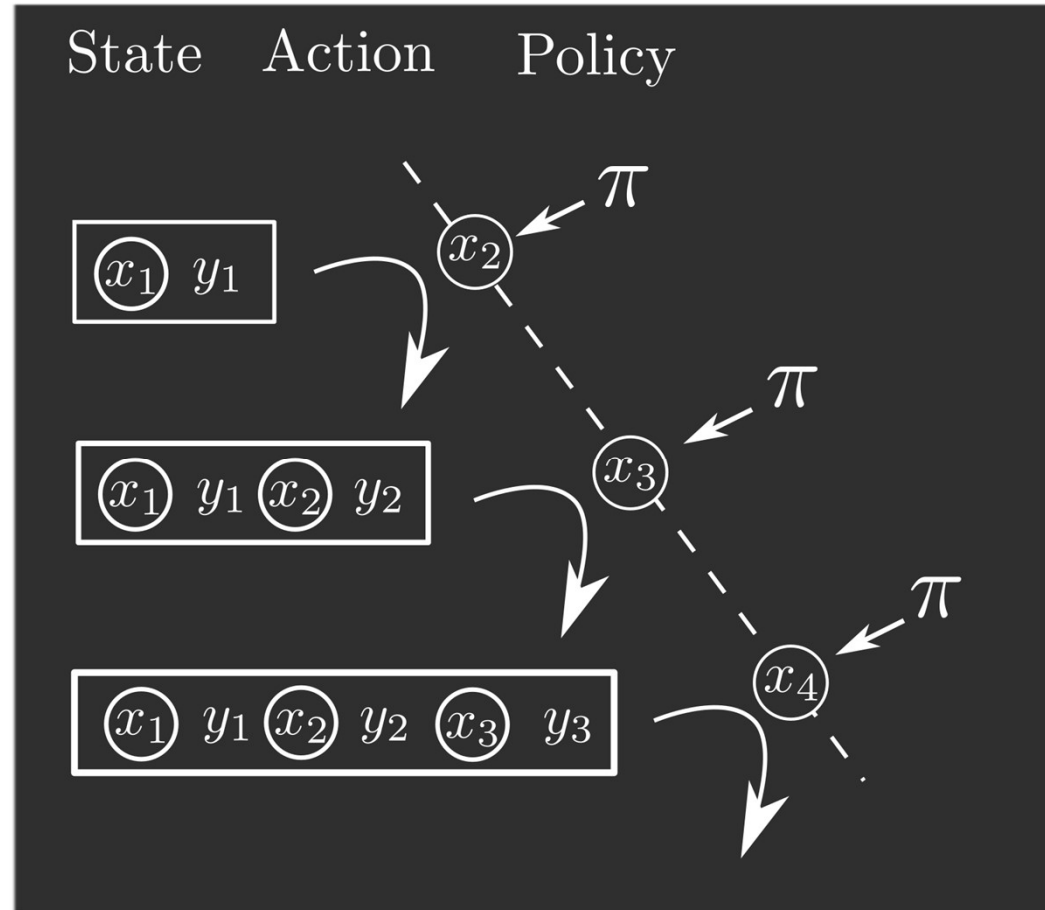 State Action Policy
π
x₂
x₁ y₁
π
x₃
x₁ y₁ x₂ y₂
π
x₄
x₁ y₁ x₂ y₂ x₃ y₃